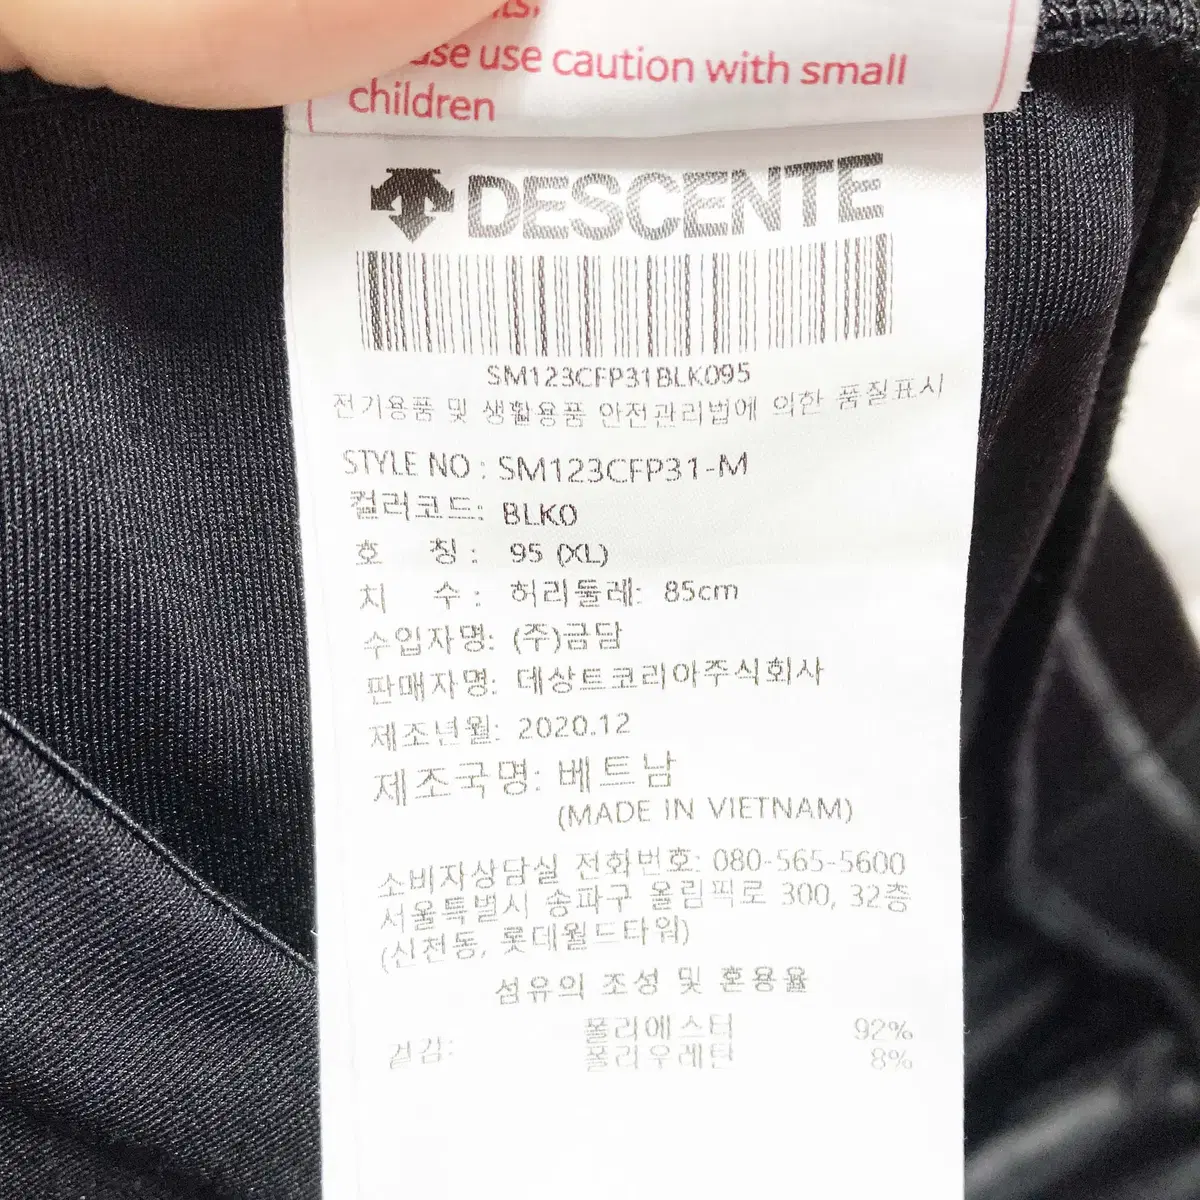 use caution with small
children
DESCENTE
SM123CFP31BLK095
전기용품 및 생활용품 안전관리법에 의한 품질표시
STYLE NO : SM123CFP31-M
컬러코드: BLK0
호 칭 : 95 (XL)
치 수 : 허리둘레: 85cm
수입자명: (주)금담
판매자명: 데상트코리아주식회사
제조년월: 2020.12
제조국명: 베트남
(MADE IN VIETNAM)
소비자상담실 전화번호: 080-565-5600
서울특별시 송파구 올림픽로 300, 32층
(신천동, 롯데월드타워)
섬유의 조성 및 혼용율
겉감: 폴리에스터 92%
폴리우레탄 8%